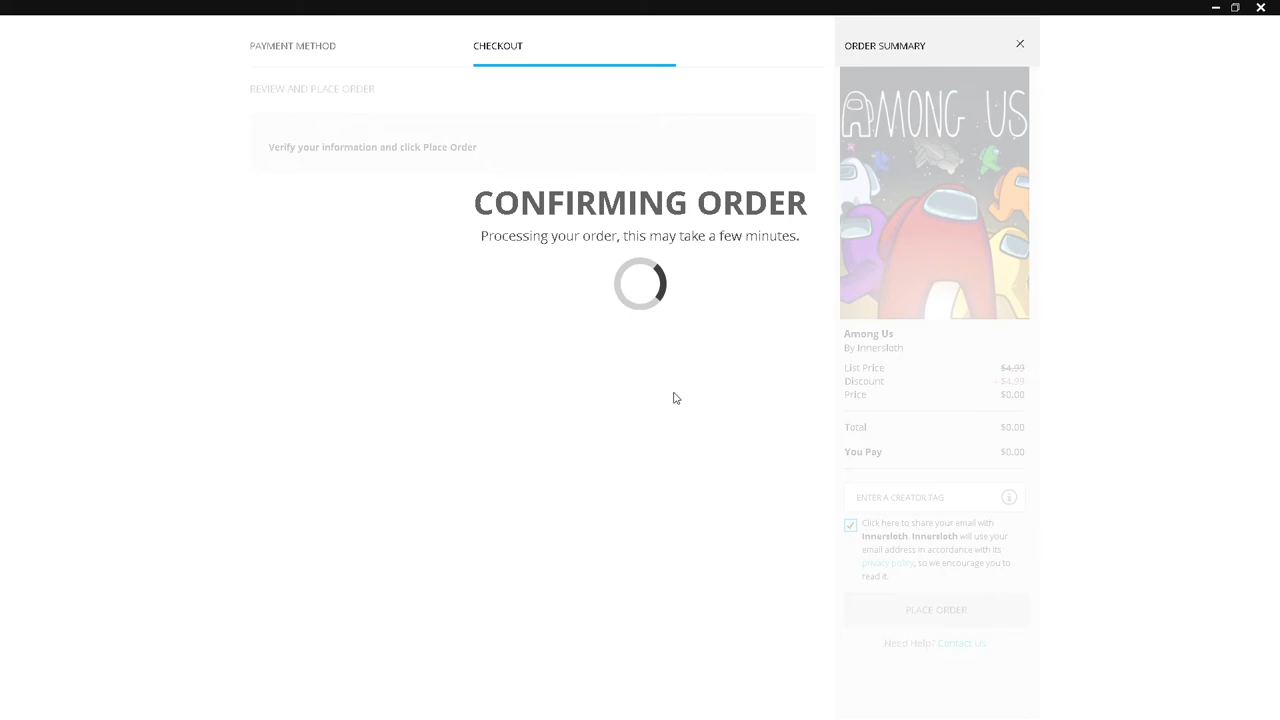 PAYMENT METHOD
CHECKOUT
REVIEW AND PLACE ORDER
Verify your information and click Place Order
CONFIRMING ORDER
Processing your order, this may take a few minutes.
ORDER SUMMARY
AMONG US
Among Us
By Innersloth
List Price $4.99
Discount - $4.99
Price $0.00
Total $0.00
You Pay $0.00
ENTER A CREATOR TAG
Click here to share your email with
Innersloth. Innersloth will use your
email address in accordance with its
privacy policy, so we encourage you to
read it.
PLACE ORDER
Need Help? Contact Us